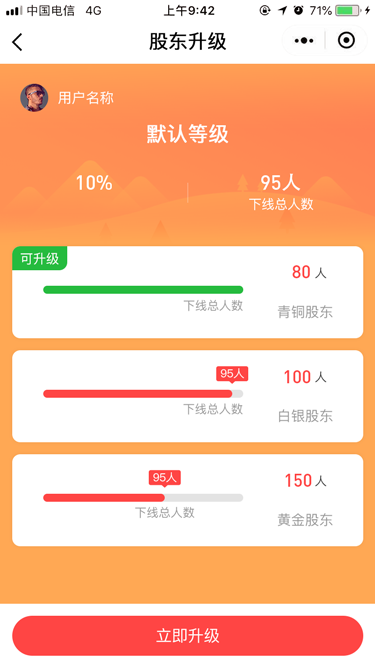 中国电信 4G 上午9:42 71%
股东升级
用户名称
默认等级
10% 95人
下线总人数
可升级
80 人
下线总人数
青铜股东
95人
100 人
下线总人数
白银股东
95人
150 人
下线总人数
黄金股东
立即升级